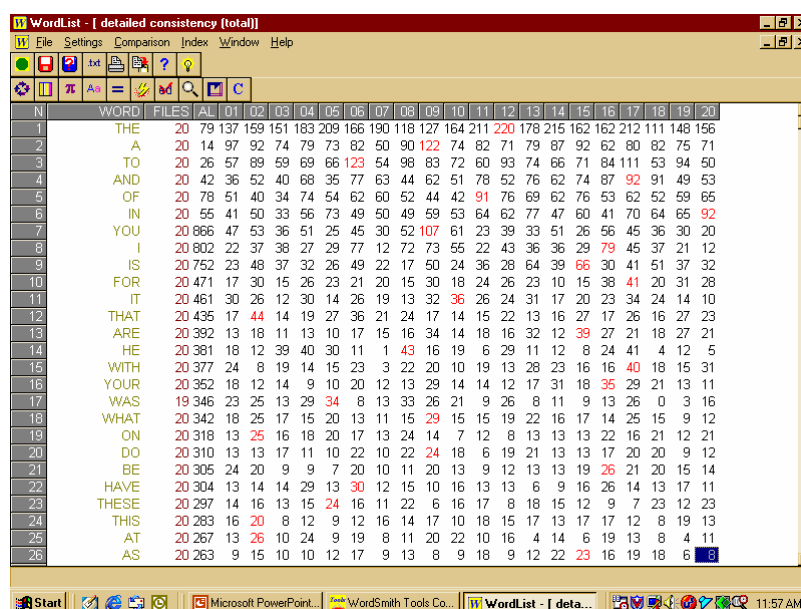 WordList - [ detailed consistency (total)]
File Settings Comparison Index Window Help
.txt ?
π Aa = ad C
N WORD FILES AL 01 02 03 04 05 06 07 08 09 10 11 12 13 14 15 16 17 18 19 20
1 THE 20 79 137 159 151 183 209 166 190 118 127 164 211 220 178 215 162 162 212 111 148 156
2 A 20 14 97 92 74 79 73 82 50 90 122 74 82 71 79 87 92 62 80 82 75 71
3 TO 20 26 57 89 59 69 66 123 54 98 83 72 60 93 74 66 71 84 111 53 94 50
4 AND 20 42 36 52 40 68 35 77 63 44 62 51 78 52 76 62 74 87 92 91 49 53
5 OF 20 78 51 40 34 74 54 62 60 52 44 42 91 76 69 62 76 53 62 52 59 65
6 IN 20 55 41 50 33 56 73 49 50 49 59 53 64 62 77 47 60 41 70 64 65 92
7 YOU 20 866 47 53 36 51 25 45 30 52 107 61 23 39 33 51 26 56 45 36 30 20
8 I 20 802 22 37 38 27 29 77 12 72 73 55 22 43 36 36 29 79 45 37 21 12
9 IS 20 752 23 48 37 32 26 49 22 17 50 24 36 28 64 39 66 30 41 51 37 32
10 FOR 20 471 17 30 15 26 23 21 20 15 30 18 24 26 23 10 15 38 41 20 31 28
11 IT 20 461 30 26 12 30 14 26 19 13 32 36 26 24 31 17 20 23 34 24 14 10
12 THAT 20 435 17 44 14 19 27 36 21 24 17 14 15 22 13 16 27 17 26 16 27 23
13 ARE 20 392 13 18 11 13 10 17 15 16 34 14 18 16 32 12 39 27 21 18 27 21
14 HE 20 381 18 12 39 40 30 11 1 43 16 19 6 29 11 12 8 24 41 4 12 5
15 WITH 20 377 24 8 19 14 15 23 3 22 20 10 19 13 28 23 16 16 40 18 15 31
16 YOUR 20 352 18 12 14 9 10 20 12 13 29 14 14 12 17 31 18 35 29 21 13 11
17 WAS 19 346 23 25 13 29 34 8 13 33 26 21 9 26 8 11 9 13 26 0 3 16
18 WHAT 20 342 18 25 17 15 20 13 11 15 29 15 15 19 22 16 17 14 25 15 9 12
19 ON 20 318 13 25 16 18 20 17 13 24 14 7 12 8 13 13 13 22 16 21 12 21
20 DO 20 310 13 13 17 11 10 22 10 22 24 18 6 19 21 13 13 17 20 20 9 12
21 BE 20 305 24 20 9 9 7 20 10 11 20 13 9 12 13 13 19 26 21 20 15 14
22 HAVE 20 304 13 14 14 29 13 30 12 15 10 16 13 13 6 9 16 26 14 13 17 11
23 THESE 20 297 14 16 13 15 24 16 11 22 6 16 17 8 18 15 12 9 7 23 12 23
24 THIS 20 283 16 20 8 12 9 12 16 14 17 10 18 15 17 13 17 17 12 8 19 13
25 AT 20 267 13 26 10 24 9 19 8 11 20 22 10 16 4 14 6 19 13 8 4 11
26 AS 20 263 9 15 10 10 12 17 9 13 8 9 18 9 12 22 23 16 19 18 6 8
Start Microsoft PowerPoint... WordSmith Tools Co... WordList - [ deta... 11:57 AM